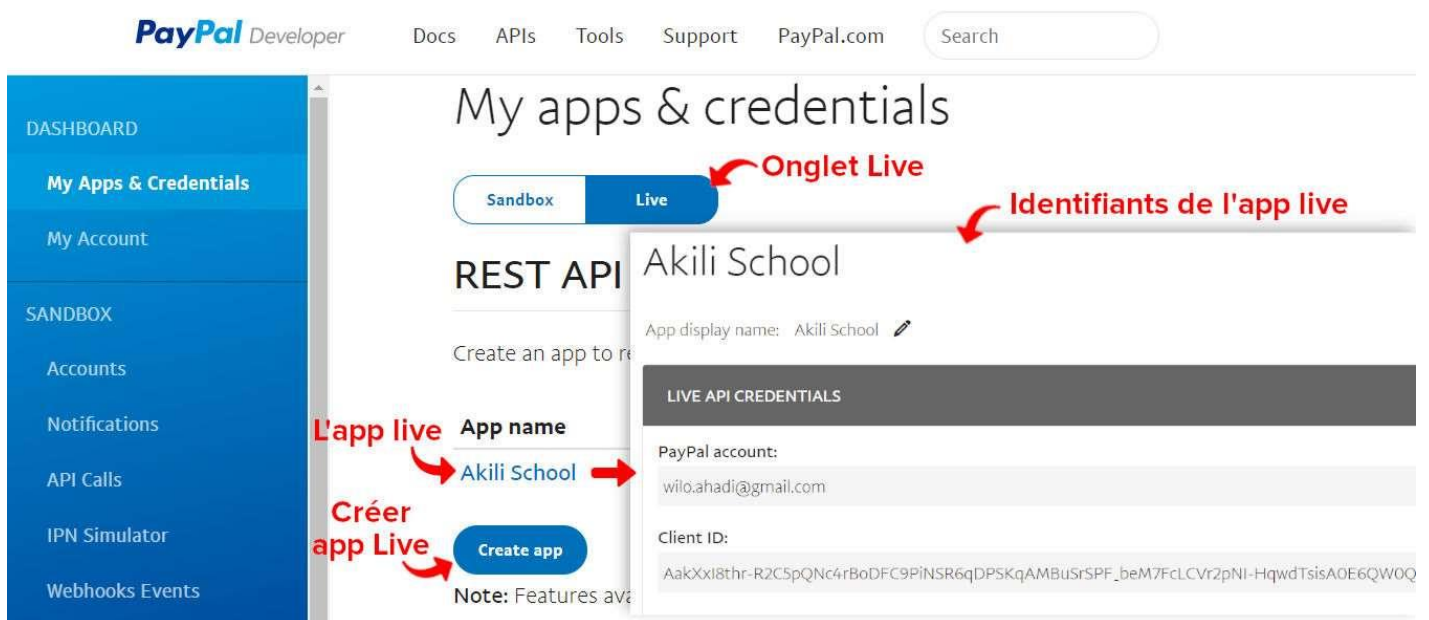 PayPal Developer Docs APIs Tools Support PayPal.com Search
DASHBOARD
My Apps & Credentials
My Account
SANDBOX
Accounts
Notifications
API Calls
IPN Simulator
Webhooks Events
My apps & credentials
Onglet Live
Sandbox Live
Identifiants de l'app live
REST API
Create an app to re
L'app live
App name
Akili School
Créer
app Live
Create app
Note: Features ava
Akili School
App display name: Akili School
LIVE API CREDENTIALS
PayPal account:
wilo.ahadi@gmail.com
Client ID:
AakXxI8thr-R2C5pQNc4rBoDFC9PiNSR6qDPSKqAMBuSrSPF_beM7FcLCVr2pNI-HqwdTsisA0E6QW0Q